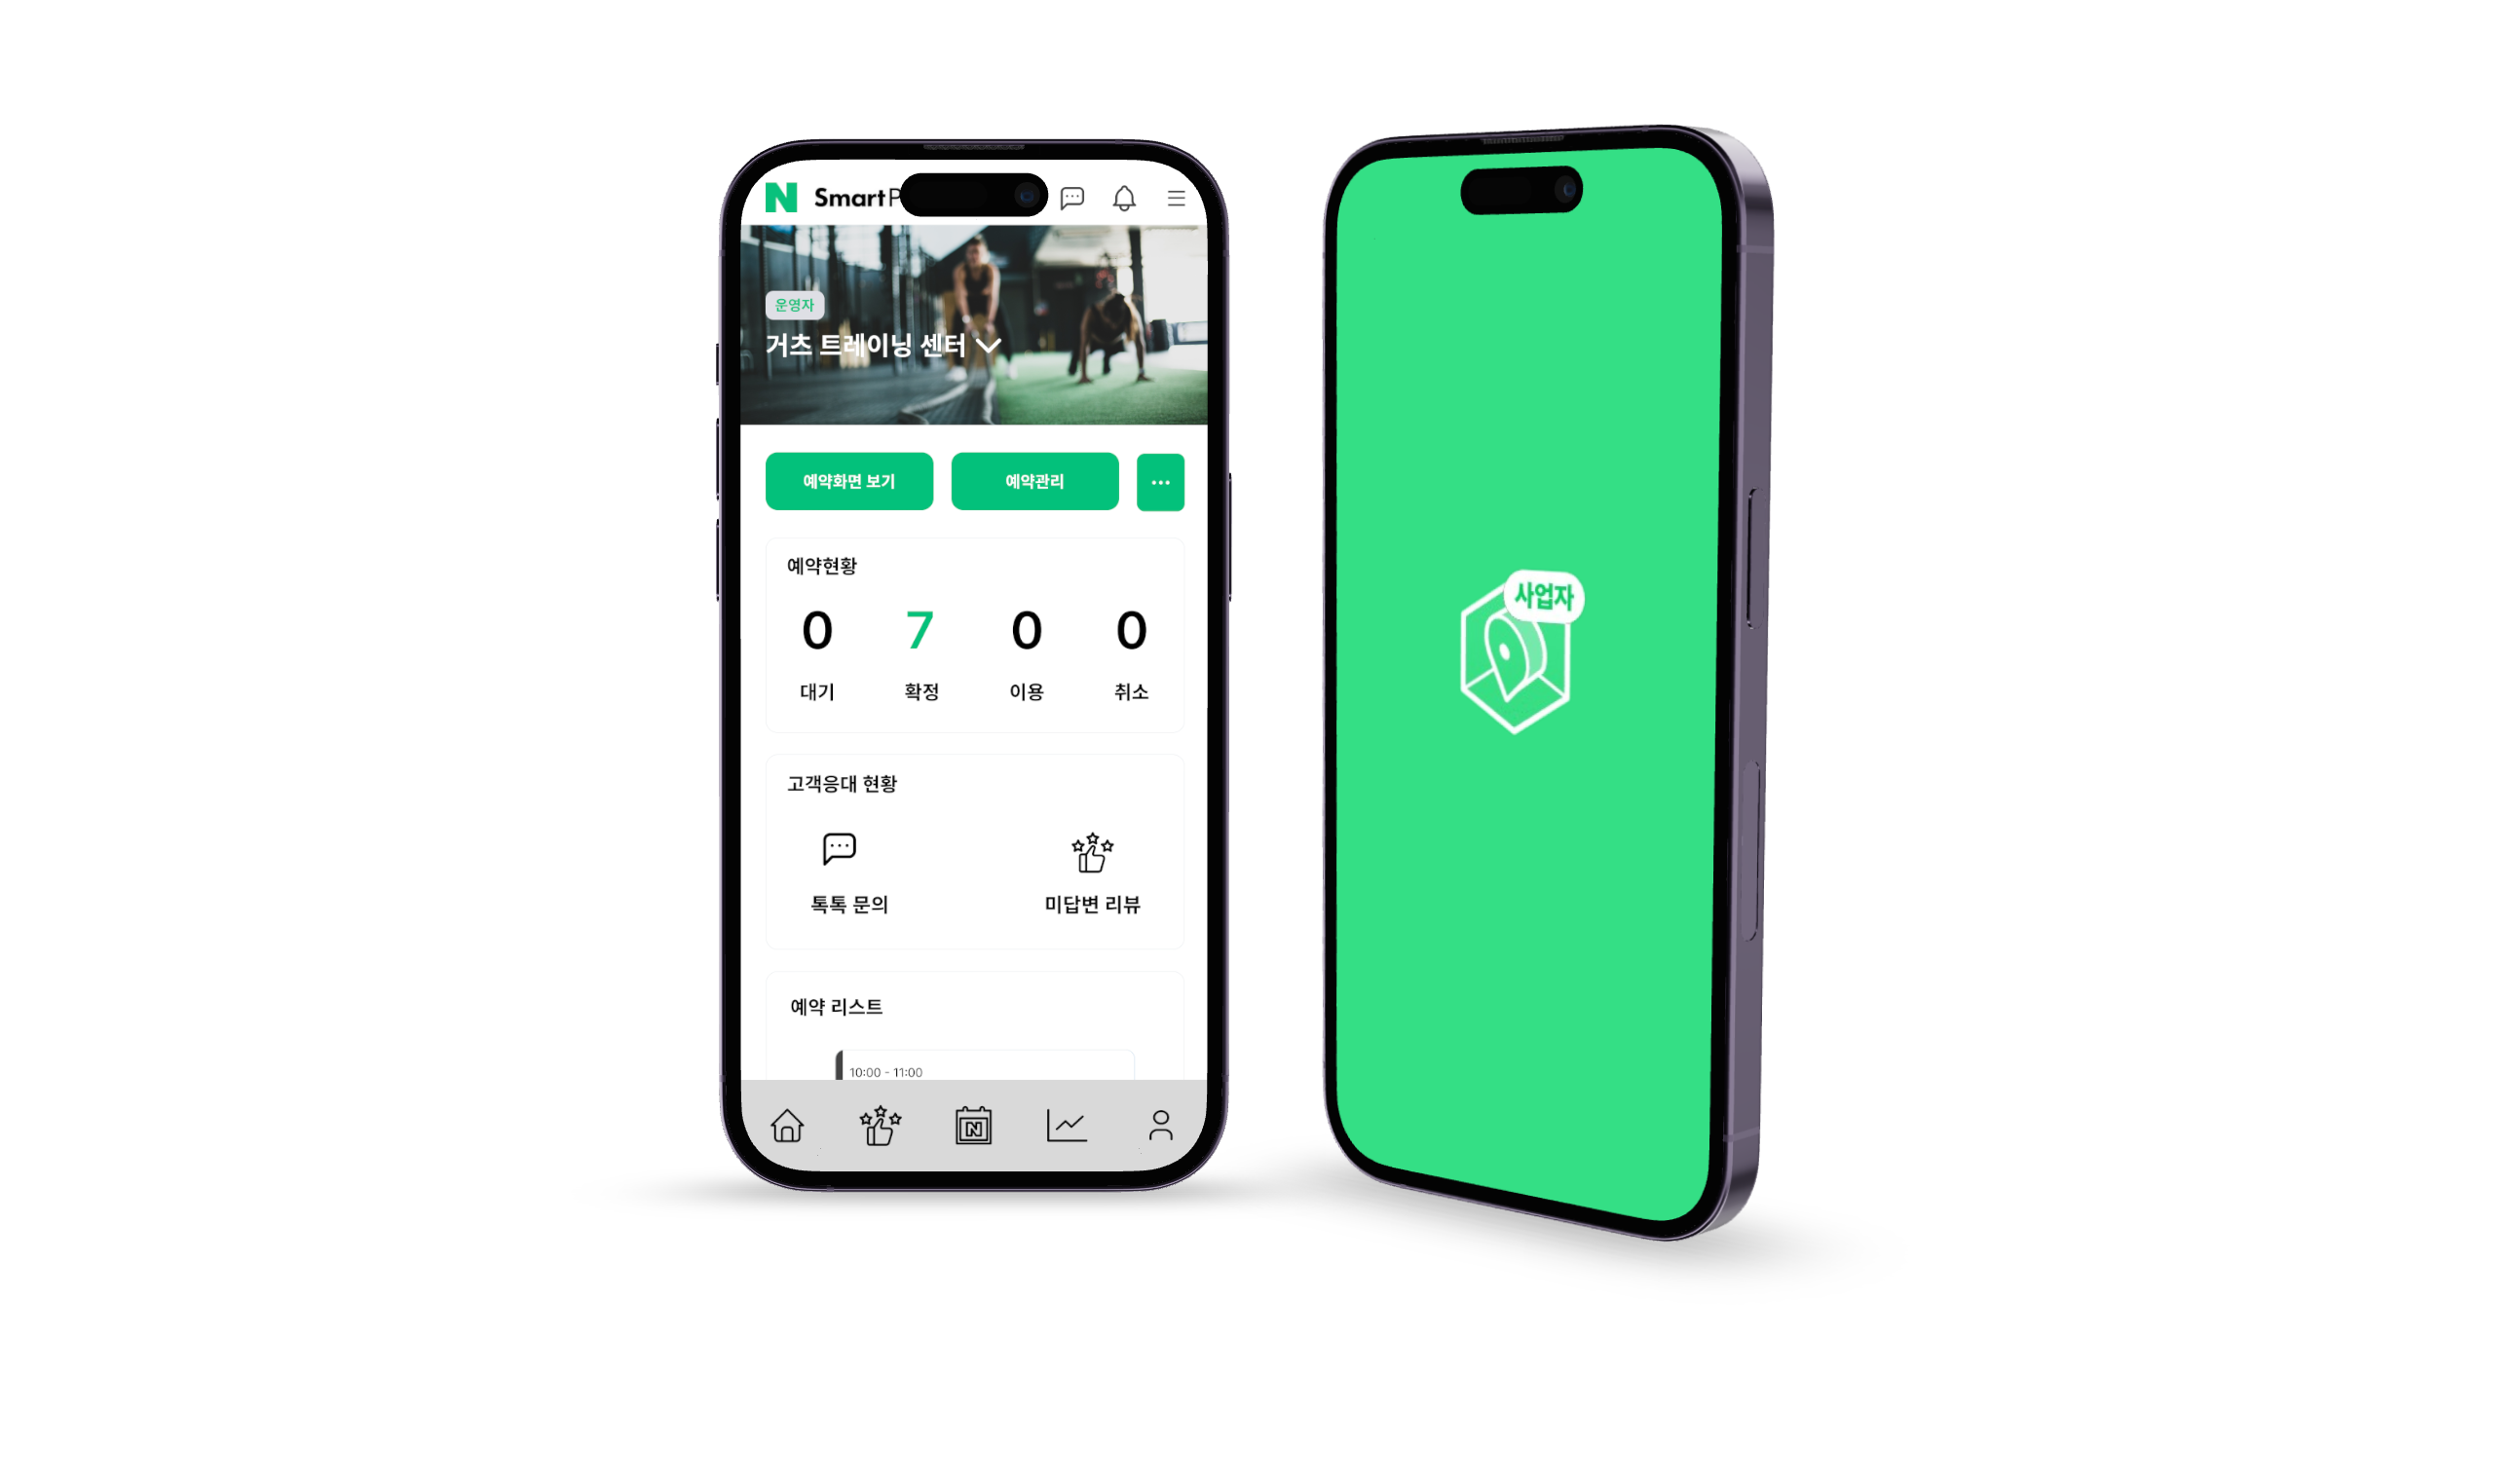 N Smart
운영자
거츠 트레이닝 센터
예약화면 보기 예약관리
예약현황
0 7 0 0
대기 확정 이용 취소
고객응대 현황
톡톡 문의 미답변 리뷰
예약 리스트
10:00 - 11:00
N
사업자